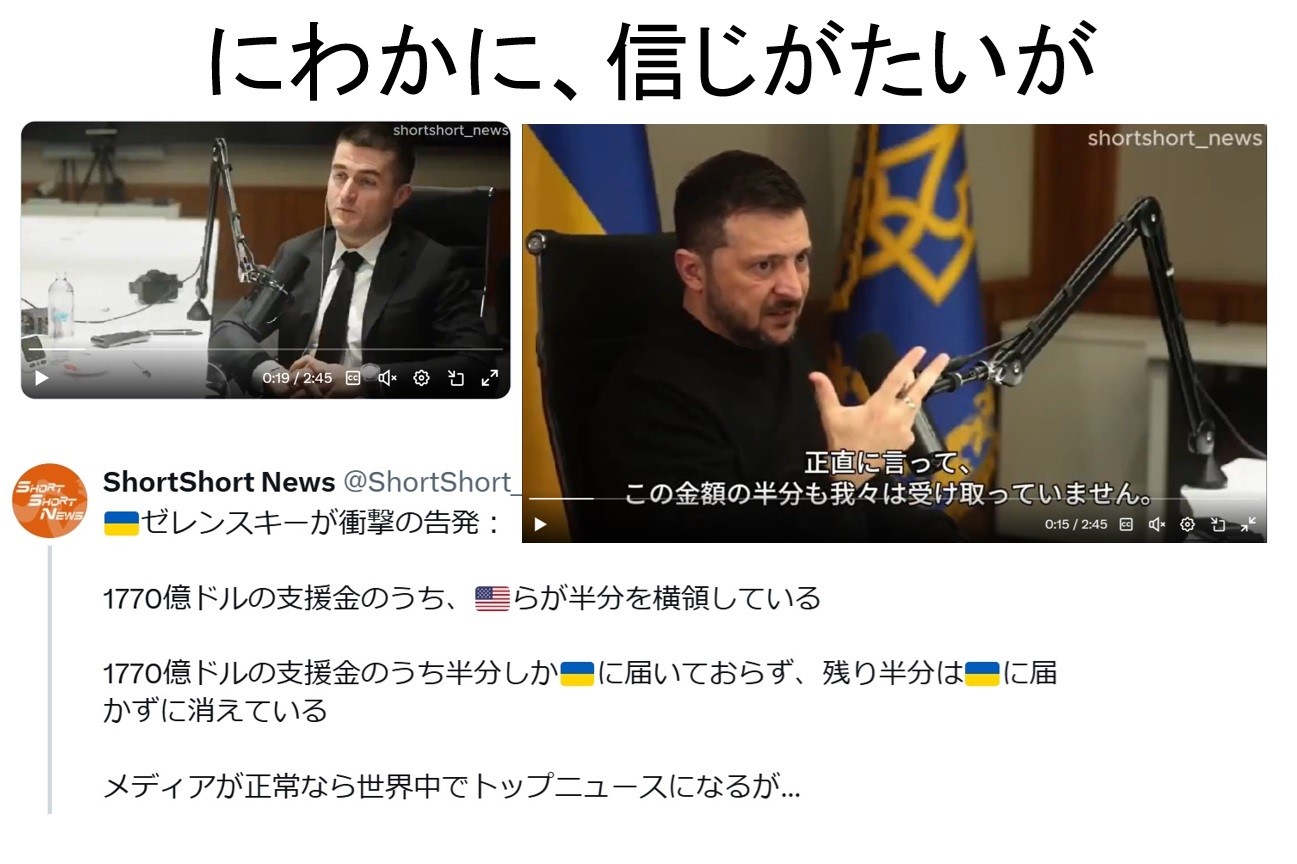 にわかに、信じがたいが
shortshort_news
0:19 / 2:45
shortshort_news
正直に言って、
この金額の半分も我々は受け取っていません。
0:15 / 2:45
SHORT
SHORT
NEWS
ShortShort News @ShortShort_
🇺🇦ゼレンスキーが衝撃の告発：
1770億ドルの支援金のうち、🇺🇸らが半分を横領している
1770億ドルの支援金のうち半分しか🇺🇦に届いておらず、残り半分は🇺🇦に届
かずに消えている
メディアが正常なら世界中でトップニュースになるが...